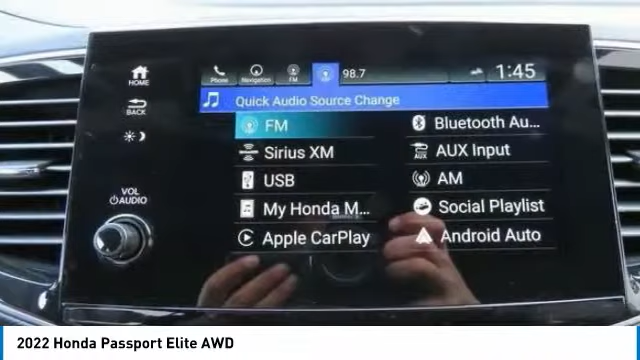 Phone Navigation FM 98.7 1:45
HOME
Quick Audio Source Change
BACK
FM
Bluetooth Au...
Sirius XM
AUX Input
USB
AM
VOL
AUDIO
My Honda M...
Social Playlist
Apple CarPlay
Android Auto
2022 Honda Passport Elite AWD